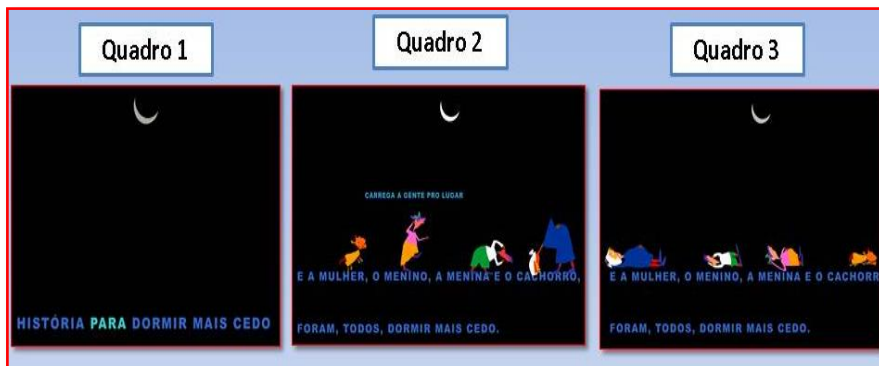 Quadro 1
HISTÓRIA PARA DORMIR MAIS CEDO
Quadro 2
CARREGA A GENTE PRO LUGAR
E A MULHER, O MENINO, A MENINA E O CACHORRO,
FORAM, TODOS, DORMIR MAIS CEDO.
Quadro 3
E A MULHER, O MENINO, A MENINA E O CACHORR
FORAM, TODOS, DORMIR MAIS CEDO.